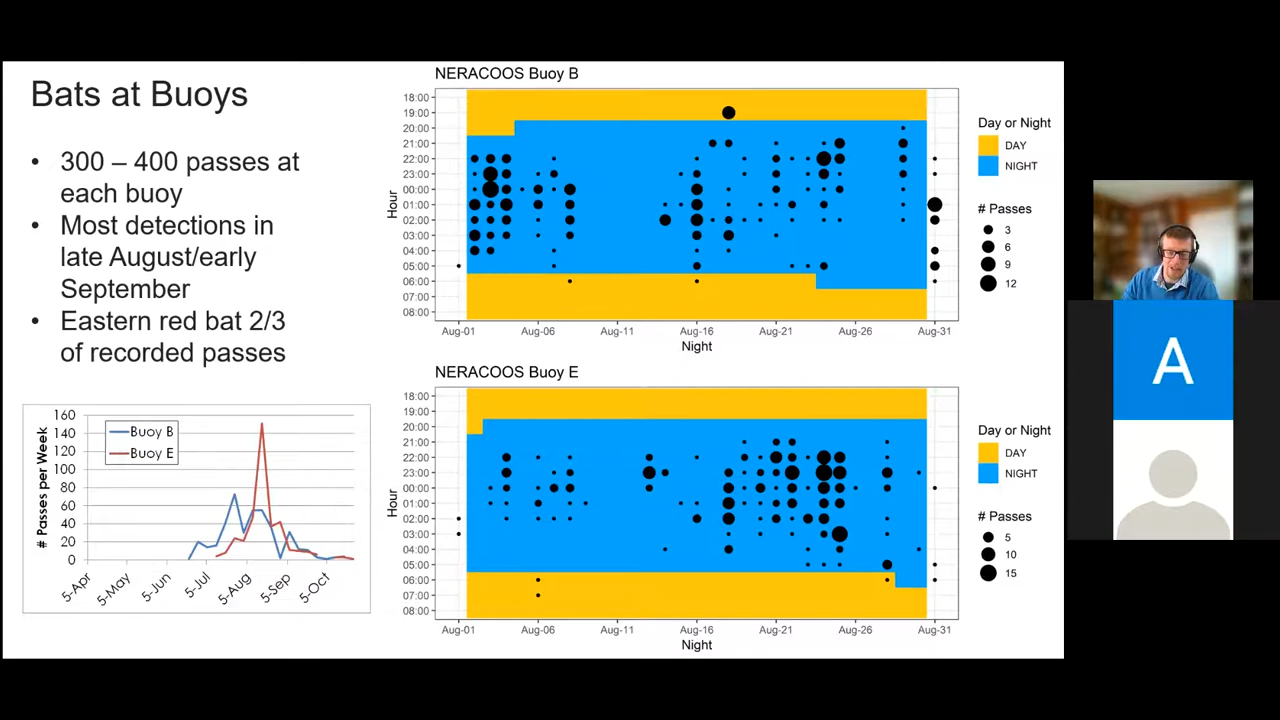 Bats at Buoys
• 300 – 400 passes at
each buoy
• Most detections in
late August/early
September
• Eastern red bat 2/3
of recorded passes
# Passes per Week
160
140
120
100
80
60
40
20
0
Buoy B
Buoy E
5-Apr
5-May
5-Jun
5-Jul
5-Aug
5-Sep
5-Oct
NERACOOS Buoy B
Hour
18:00
19:00
20:00
21:00
22:00
23:00
00:00
01:00
02:00
03:00
04:00
05:00
06:00
07:00
08:00
Aug-01 Aug-06 Aug-11 Aug-16 Aug-21 Aug-26 Aug-31
Night
Day or Night
DAY
NIGHT
# Passes
3
6
9
12
NERACOOS Buoy E
Hour
18:00
19:00
20:00
21:00
22:00
23:00
00:00
01:00
02:00
03:00
04:00
05:00
06:00
07:00
08:00
Aug-01 Aug-06 Aug-11 Aug-16 Aug-21 Aug-26 Aug-31
Night
Day or Night
DAY
NIGHT
# Passes
5
10
15
A